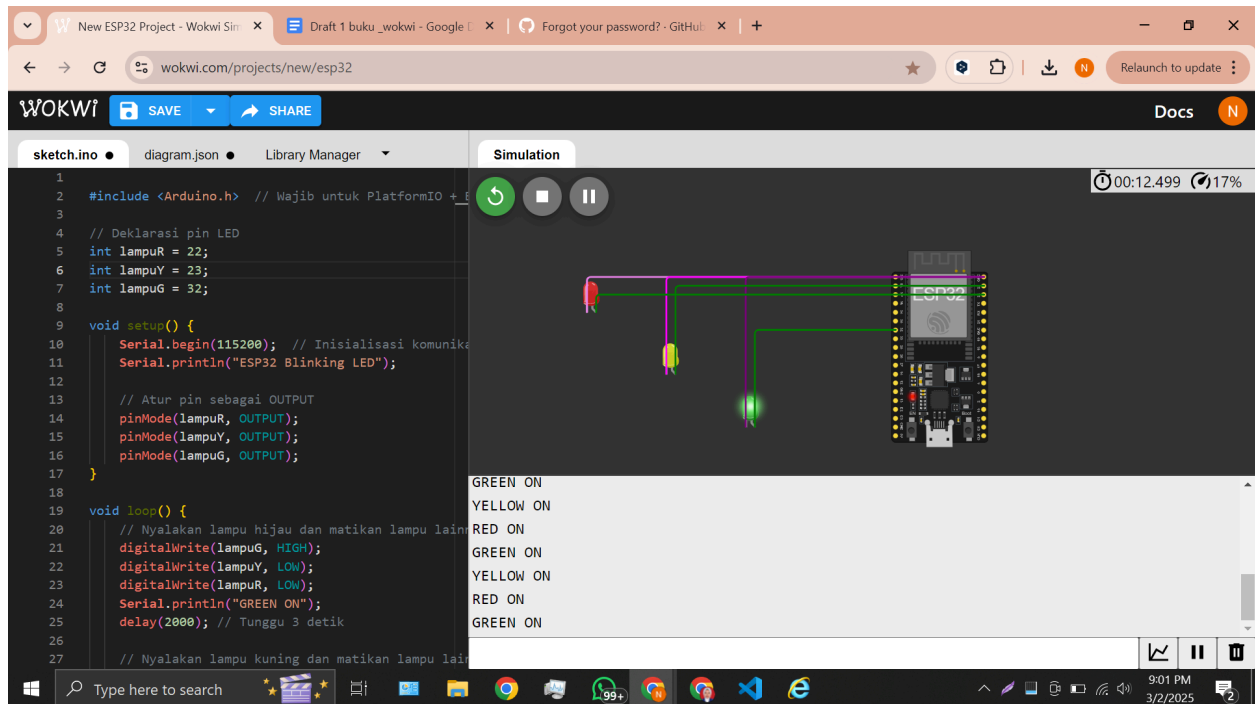 New ESP32 Project - Wokwi Sim
Draft 1 buku _wokwi - Google D
Forgot your password? · GitHub
wokwi.com/projects/new/esp32
N
Relaunch to update
WOKWI
SAVE
SHARE
Docs
N
sketch.ino ●
diagram.json ●
Library Manager
Simulation
1
2 #include <Arduino.h>  // Wajib untuk PlatformIO +
3
4 // Deklarasi pin LED
5 int lampuR = 22;
6 int lampuY = 23;
7 int lampuG = 32;
8
9 void setup() {
10 Serial.begin(115200);  // Inisialisasi komunika
11 Serial.println("ESP32 Blinking LED");
12
13 // Atur pin sebagai OUTPUT
14 pinMode(lampuR, OUTPUT);
15 pinMode(lampuY, OUTPUT);
16 pinMode(lampuG, OUTPUT);
17 }
18
19 void loop() {
20 // Nyalakan lampu hijau dan matikan lampu lainn
21 digitalWrite(lampuG, HIGH);
22 digitalWrite(lampuY, LOW);
23 digitalWrite(lampuR, LOW);
24 Serial.println("GREEN ON");
25 delay(2000); // Tunggu 3 detik
26
27 // Nyalakan lampu kuning dan matikan lampu lain
00:12.499 17%
ESP32
GREEN ON
YELLOW ON
RED ON
GREEN ON
YELLOW ON
RED ON
GREEN ON
Type here to search
99+
N
9:01 PM
3/2/2025
2